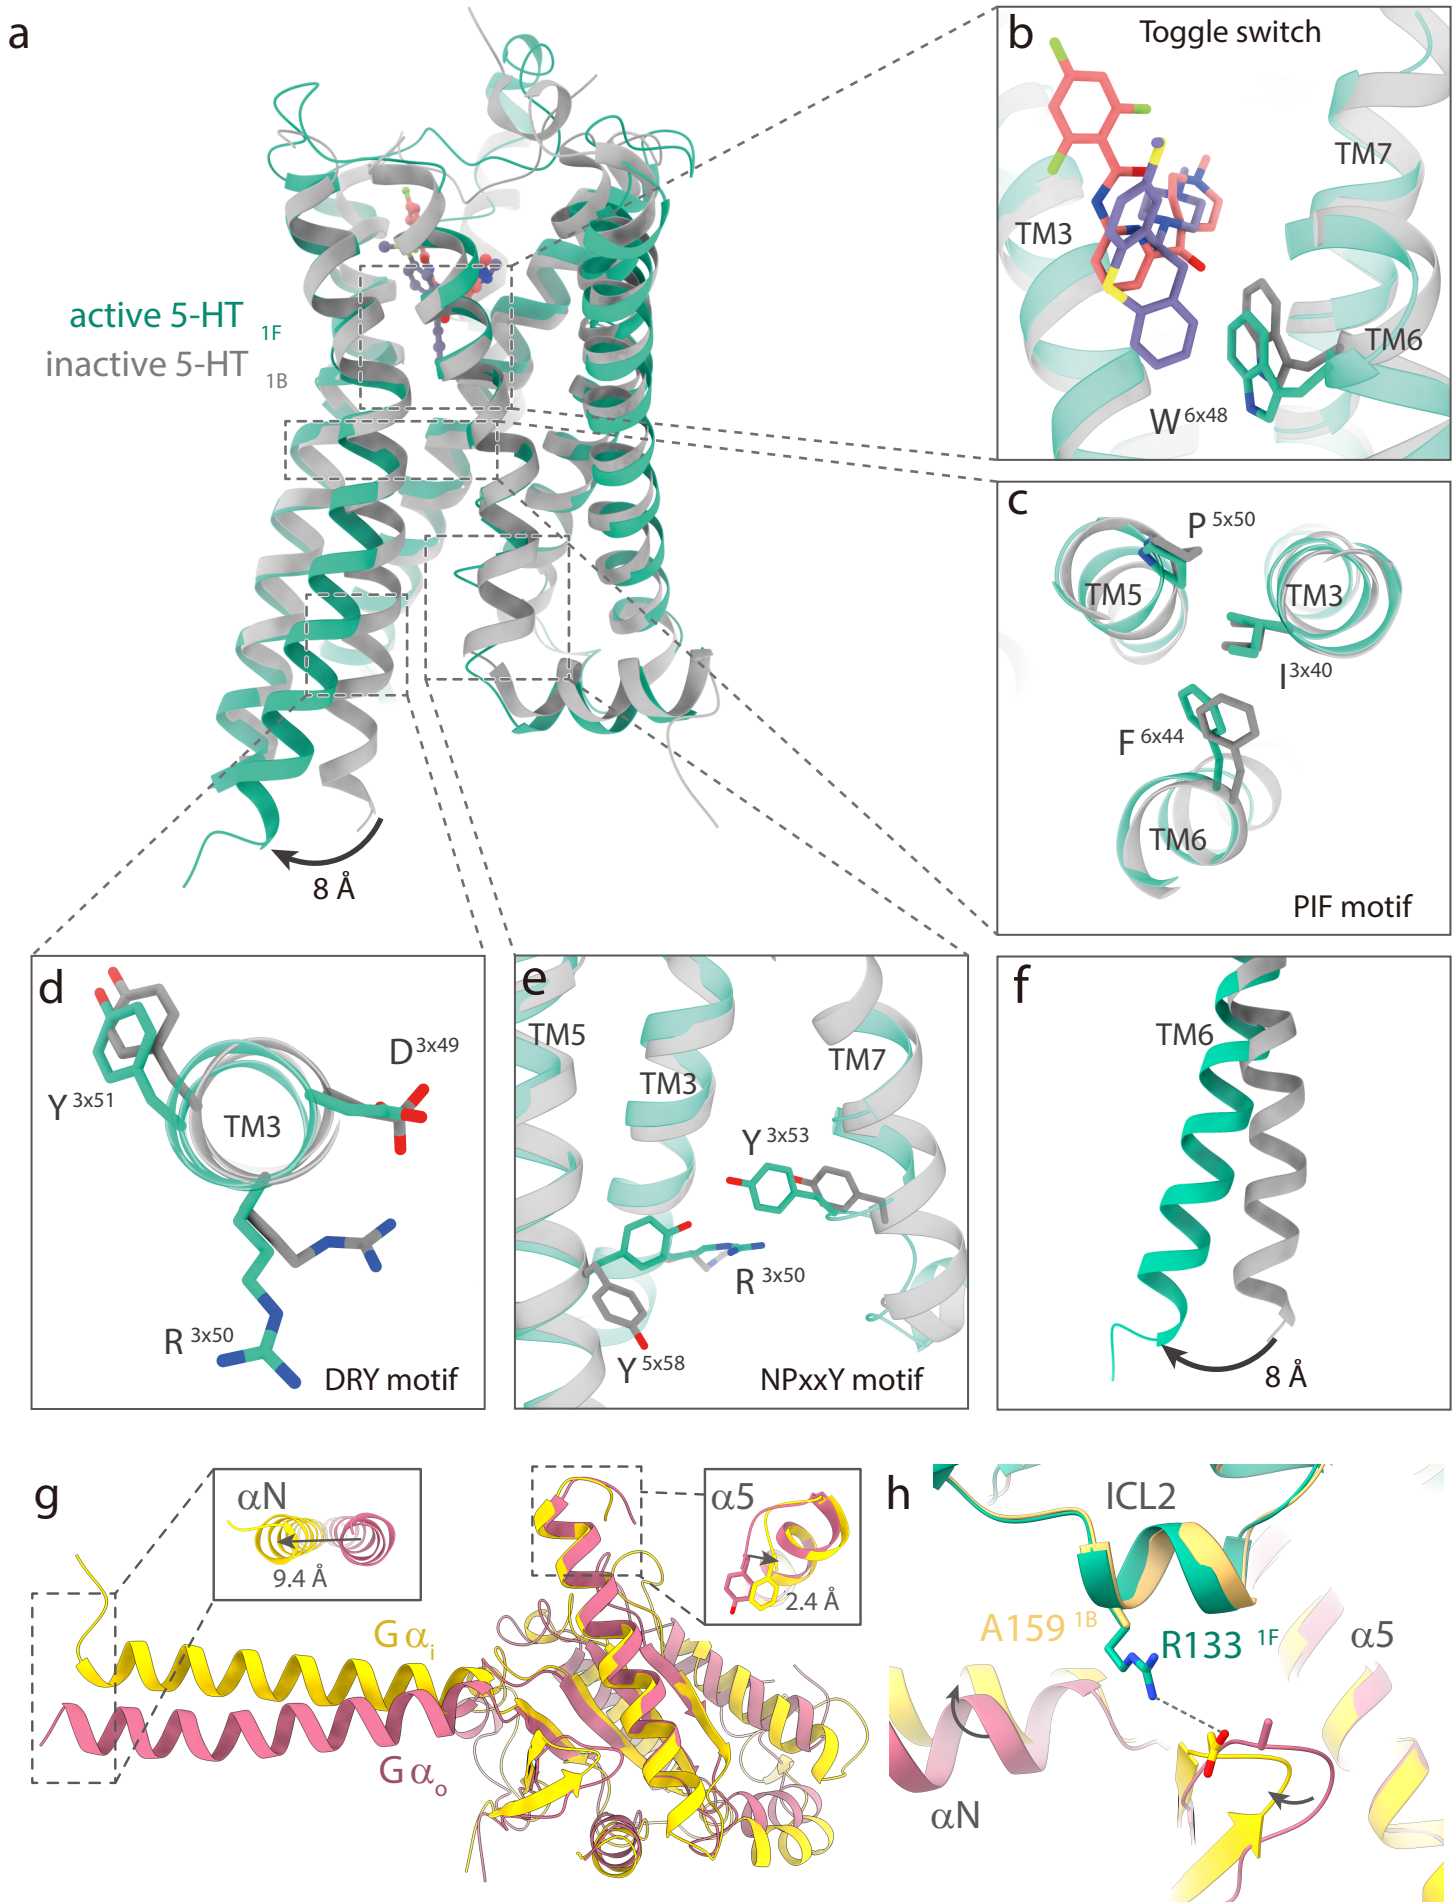 a
active 5-HT 1F
inactive 5-HT 1B
8 Å
b
Toggle switch
TM7
TM3
TM6
W 6x48
c
P 5x50
TM5
TM3
I 3x40
F 6x44
TM6
PIF motif
d
D 3x49
Y 3x51
TM3
R 3x50
DRY motif
e
TM5
TM3
TM7
Y 3x53
R 3x50
Y 5x58
NPxxY motif
f
TM6
8 Å
g
αN
9.4 Å
α5
2.4 Å
Gαi
Gαo
h
ICL2
A159 1B
R133 1F
α5
αN